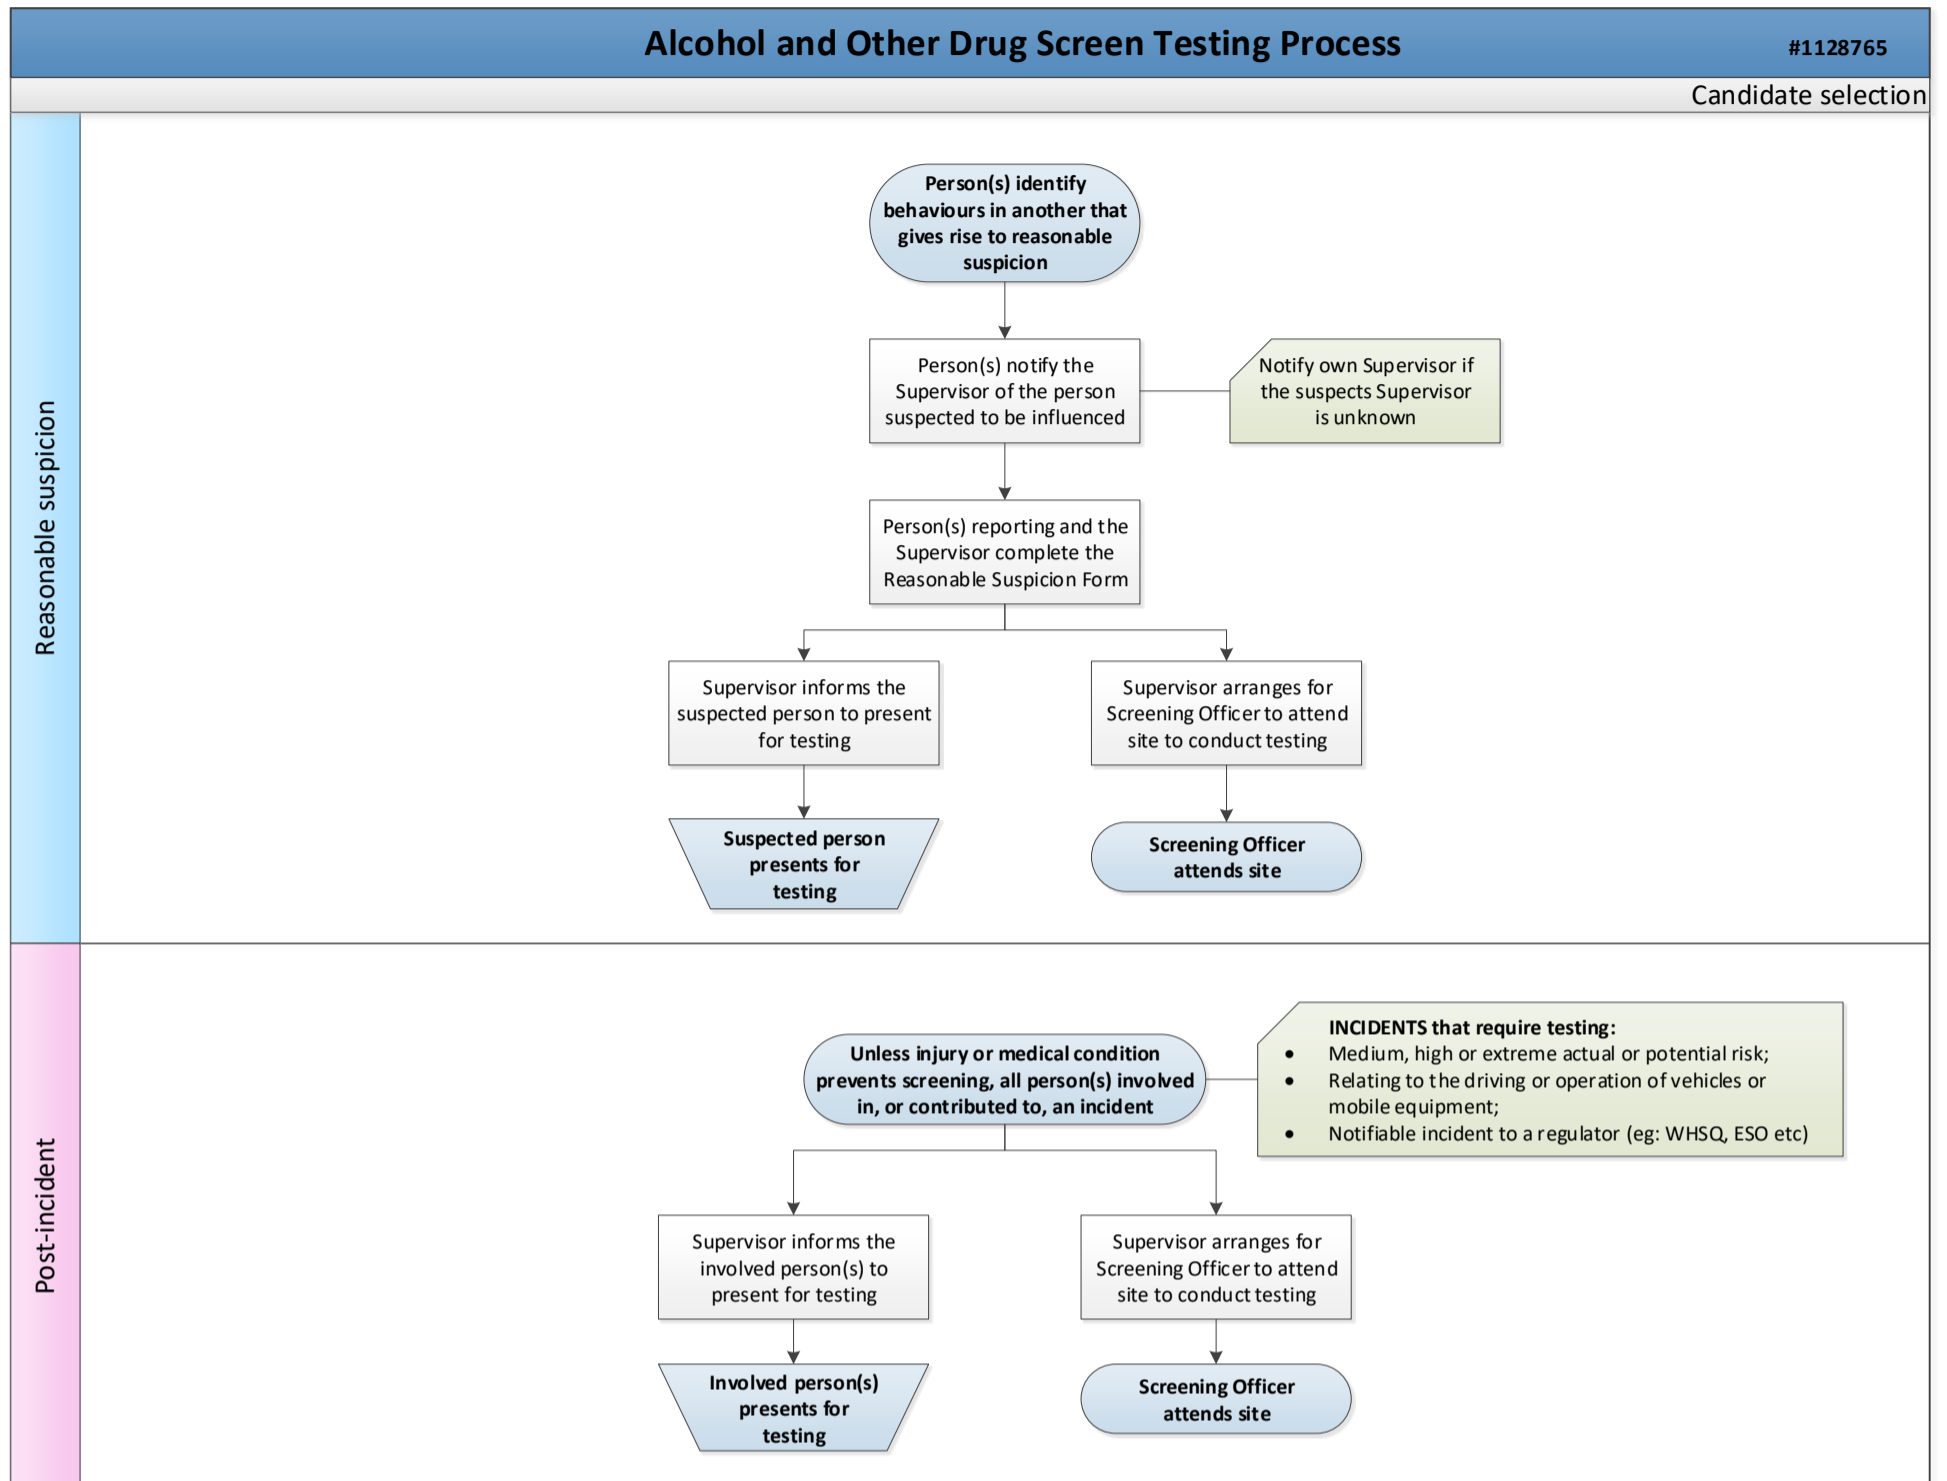 Alcohol and Other Drug Screen Testing Process
#1128765
Candidate selection
Reasonable suspicion
Person(s) identify
behaviours in another that
gives rise to reasonable
suspicion
Person(s) notify the
Supervisor of the person
suspected to be influenced
Notify own Supervisor if
the suspects Supervisor
is unknown
Person(s) reporting and the
Supervisor complete the
Reasonable Suspicion Form
Supervisor informs the
suspected person to present
for testing
Supervisor arranges for
Screening Officer to attend
site to conduct testing
Suspected person
presents for
testing
Screening Officer
attends site
Post-incident
Unless injury or medical condition
prevents screening, all person(s) involved
in, or contributed to, an incident
INCIDENTS that require testing:
• Medium, high or extreme actual or potential risk;
• Relating to the driving or operation of vehicles or
mobile equipment;
• Notifiable incident to a regulator (eg: WHSQ, ESO etc)
Supervisor informs the
involved person(s) to
present for testing
Supervisor arranges for
Screening Officer to attend
site to conduct testing
Involved person(s)
presents for
testing
Screening Officer
attends site